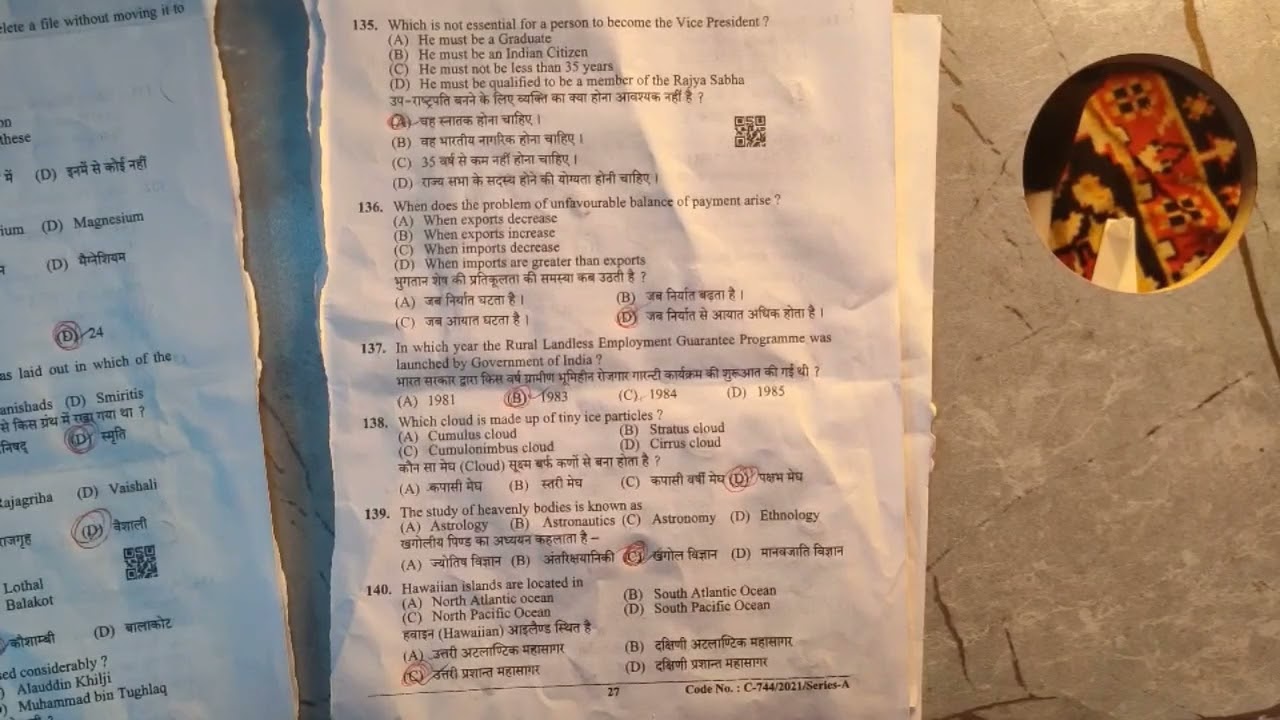 elete a file without moving it to
these
में (D) इनमें से कोई नहीं
ium (D) Magnesium
(D) मैग्नेशियम
(D) 24
as laid out in which of the
anishads (D) Smiritis
से किस ग्रंथ में रखा गया था ?
निषद् (D) स्मृति
Rajagriha (D) Vaishali
राजगृह (D) वैशाली
Lothal
Balakot
कौशाम्बी (D) बालाकोट
ed considerably ?
Alauddin Khilji
Muhammad bin Tughlaq
135. Which is not essential for a person to become the Vice President ?
(A) He must be a Graduate
(B) He must be an Indian Citizen
(C) He must not be less than 35 years
(D) He must be qualified to be a member of the Rajya Sabha
उप-राष्ट्रपति बनने के लिए व्यक्ति का क्या होना आवश्यक नहीं है ?
(A) वह स्नातक होना चाहिए ।
(B) वह भारतीय नागरिक होना चाहिए ।
(C) 35 वर्ष से कम नहीं होना चाहिए ।
(D) राज्य सभा के सदस्य होने की योग्यता होनी चाहिए ।
136. When does the problem of unfavourable balance of payment arise ?
(A) When exports decrease
(B) When exports increase
(C) When imports decrease
(D) When imports are greater than exports
भुगतान शेष की प्रतिकूलता की समस्या कब उठती है ?
(A) जब निर्यात घटता है । (B) जब निर्यात बढ़ता है ।
(C) जब आयात घटता है । (D) जब निर्यात से आयात अधिक होता है ।
137. In which year the Rural Landless Employment Guarantee Programme was
launched by Government of India ?
भारत सरकार द्वारा किस वर्ष ग्रामीण भूमिहीन रोजगार गारन्टी कार्यक्रम की शुरूआत की गई थी ?
(A) 1981 (B) 1983 (C) 1984 (D) 1985
138. Which cloud is made up of tiny ice particles ?
(A) Cumulus cloud (B) Stratus cloud
(C) Cumulonimbus cloud (D) Cirrus cloud
कौन सा मेघ (Cloud) सूक्ष्म बर्फ कणों से बना होता है ?
(A) कपासी मेघ (B) स्तरी मेघ (C) कपासी वर्षी मेघ (D) पक्षाभ मेघ
139. The study of heavenly bodies is known as
(A) Astrology (B) Astronautics (C) Astronomy (D) Ethnology
खगोलीय पिण्ड का अध्ययन कहलाता है –
(A) ज्योतिष विज्ञान (B) अंतरिक्षयानिकी (C) खगोल विज्ञान (D) मानवजाति विज्ञान
140. Hawaiian islands are located in
(A) North Atlantic ocean (B) South Atlantic Ocean
(C) North Pacific Ocean (D) South Pacific Ocean
हवाइन (Hawaiian) आइलैण्ड स्थित है
(A) उत्तरी अटलाण्टिक महासागर (B) दक्षिणी अटलाण्टिक महासागर
(C) उत्तरी प्रशान्त महासागर (D) दक्षिणी प्रशान्त महासागर
27 Code No. : C-744/2021/Series-A